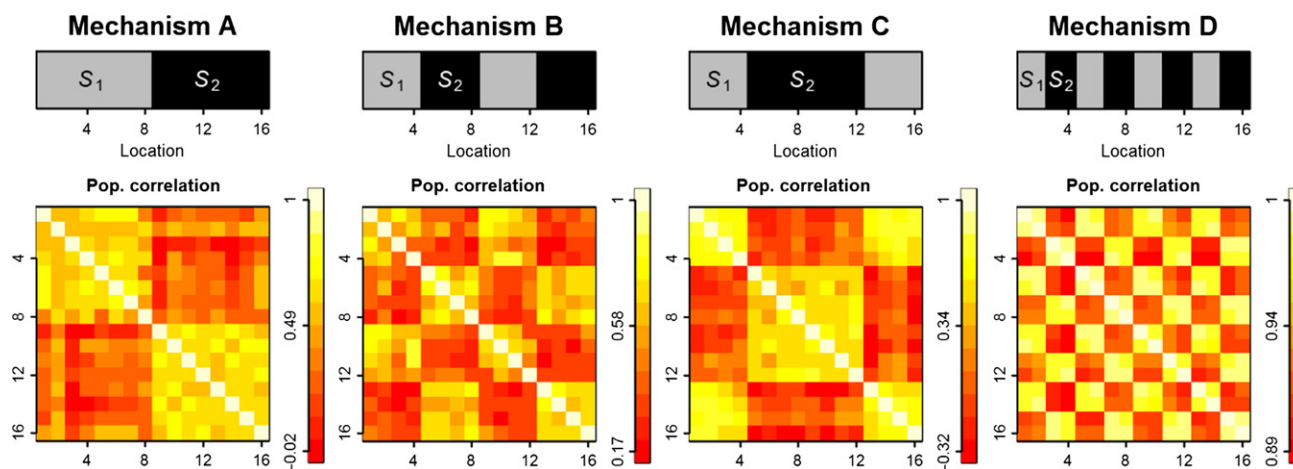 Mechanism A
S1 S2
4 8 12 16
Location
Pop. correlation
4
8
12
16
4 8 12 16
1
0.49
-0.02
Mechanism B
S1 S2
4 8 12 16
Location
Pop. correlation
4
8
12
16
4 8 12 16
1
0.58
0.17
Mechanism C
S1 S2
4 8 12 16
Location
Pop. correlation
4
8
12
16
4 8 12 16
1
0.34
-0.32
Mechanism D
S1 S2
4 8 12 16
Location
Pop. correlation
4
8
12
16
4 8 12 16
1
0.94
0.89